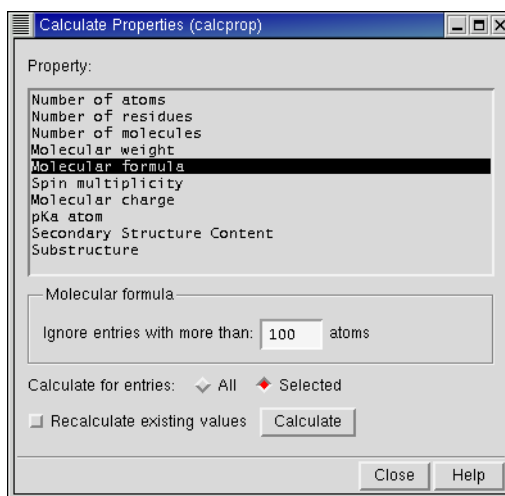 Calculate Properties (calcprop)
Property:
Number of atoms
Number of residues
Number of molecules
Molecular weight
Molecular formula
Spin multiplicity
Molecular charge
pKa atom
Secondary Structure Content
Substructure
Molecular formula
Ignore entries with more than: 100 atoms
Calculate for entries: All Selected
Recalculate existing values Calculate
Close Help